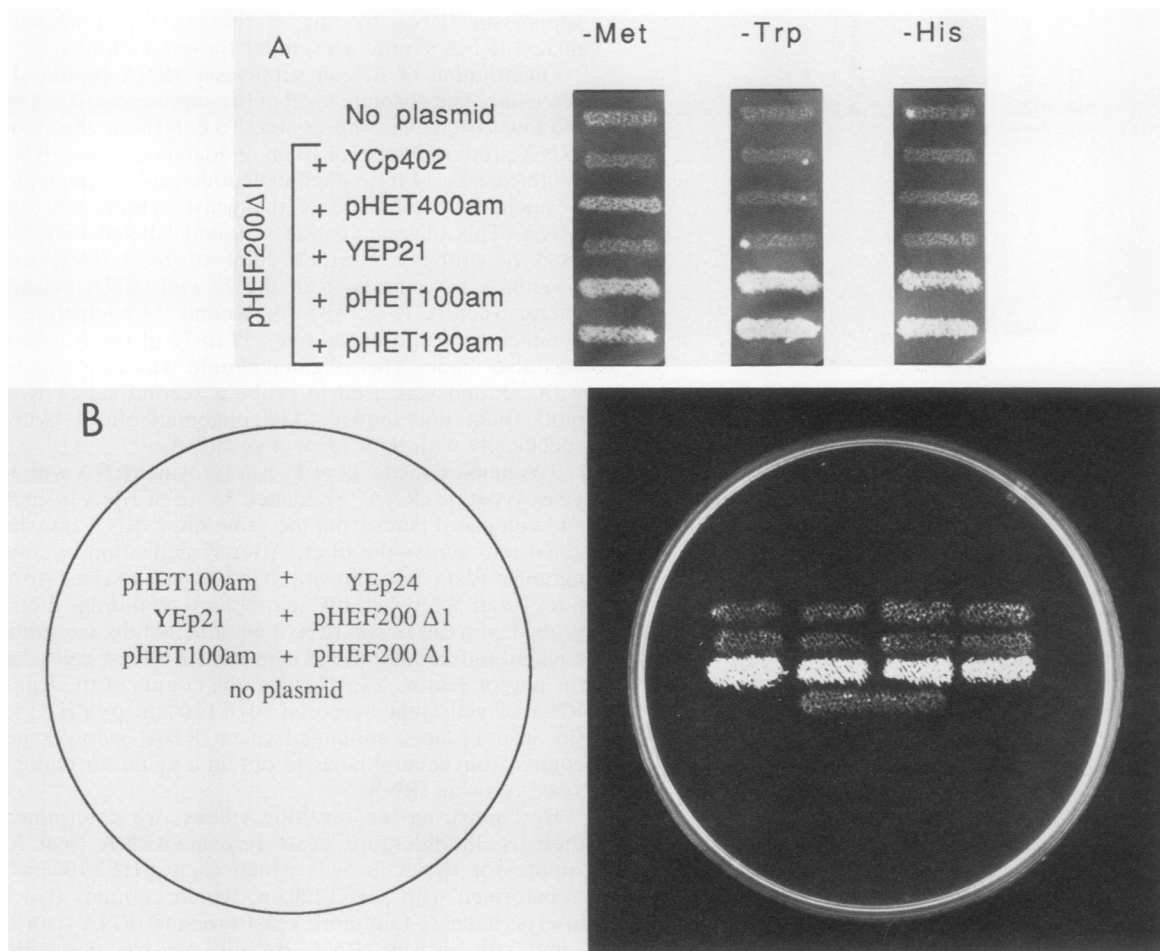 A
-Met -Trp -His
No plasmid
+ YCp402
+ pHET400am
+ YEP21
+ pHET100am
+ pHET120am
pHEF200Δ1
B
pHET100am + YEp24
YEp21 + pHEF200 Δ1
pHET100am + pHEF200 Δ1
no plasmid